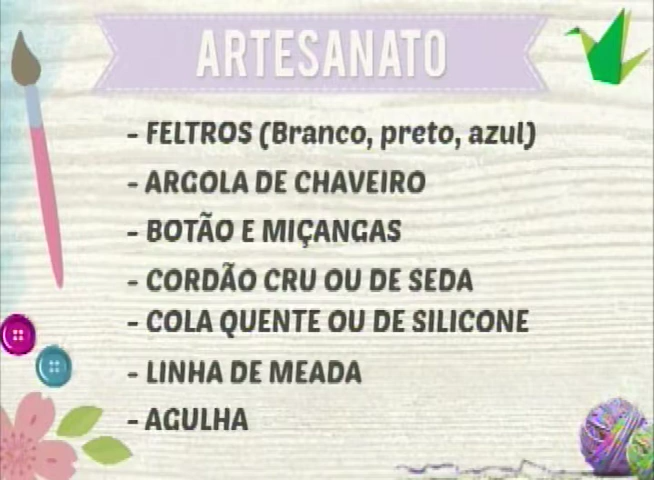 ARTESANATO
- FELTROS (Branco, preto, azul)
- ARGOLA DE CHAVEIRO
- BOTÃO E MIÇANGAS
- CORDÃO CRU OU DE SEDA
- COLA QUENTE OU DE SILICONE
- LINHA DE MEADA
- AGULHA